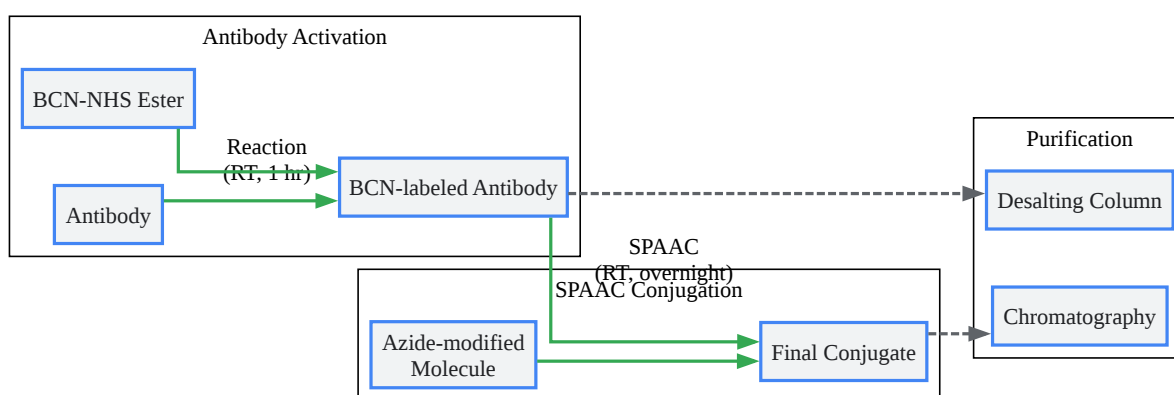 Antibody Activation
BCN-NHS Ester
Reaction
(RT, 1 hr)
Antibody
BCN-labeled Antibody
Purification
Desalting Column
Chromatography
SPAAC
(RT, overnight)
SPAAC Conjugation
Azide-modified
Molecule
Final Conjugate